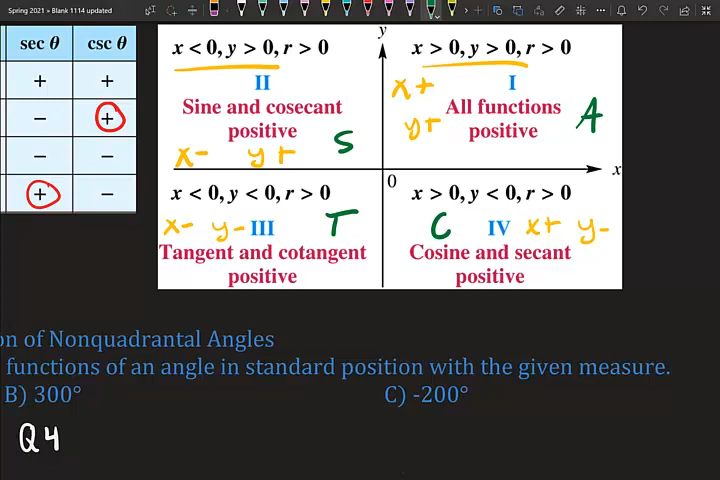 Spring 2021 » Blank 1114 updated
sec θ csc θ
+ +
- +
- -
+ -
y
x < 0, y > 0, r > 0
II
Sine and cosecant
positive
x- y+ S
x > 0, y > 0, r > 0
x+ I
y+ All functions
positive A
0 x
x < 0, y < 0, r > 0
x- y- III T
Tangent and cotangent
positive
x > 0, y < 0, r > 0
C IV x+ y-
Cosine and secant
positive
on of Nonquadrantal Angles
functions of an angle in standard position with the given measure.
B) 300° C) -200°
Q4